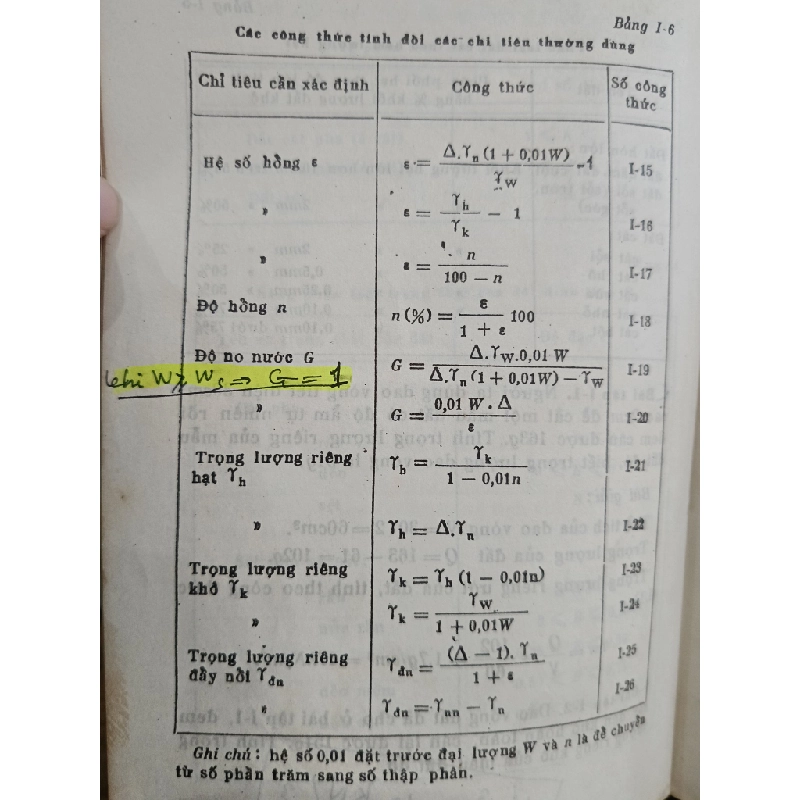 Bảng I-6
Các công thức tính đổi các chỉ tiêu thường dùng
Chỉ tiêu cần xác định | Công thức | Số công thức
Hệ số hồng ε | ε = Δ.γn (1 + 0,01W) / γW - 1 | I-15
» | ε = γh / γk - 1 | I-16
» | ε = n / 100 - n | I-17
Độ hồng n | n (%) = ε / 1 + ε 100 | I-18
Độ no nước G | G = Δ.γW.0,01 W / Δ.γn (1 + 0,01W) - γW | I-19
khi W ≥ Ws ⇒ G = 1
» | G = 0,01 W . Δ / ε | I-20
Trọng lượng riêng hạt γh | γh = γk / 1 - 0,01n | I-21
» | γh = Δ.γn | I-22
Trọng lượng riêng khô γk | γk = γh (1 - 0,01n) | I-23
» | γk = γW / 1 + 0,01W | I-24
Trọng lượng riêng đẩy nổi γđn | γđn = (Δ - 1). γn / 1 + ε | I-25
« | γđn = γnn - γn | I-26
Ghi chú : hệ số 0,01 đặt trước đại lượng W và n là để chuyển
từ số phần trăm sang số thập phân.